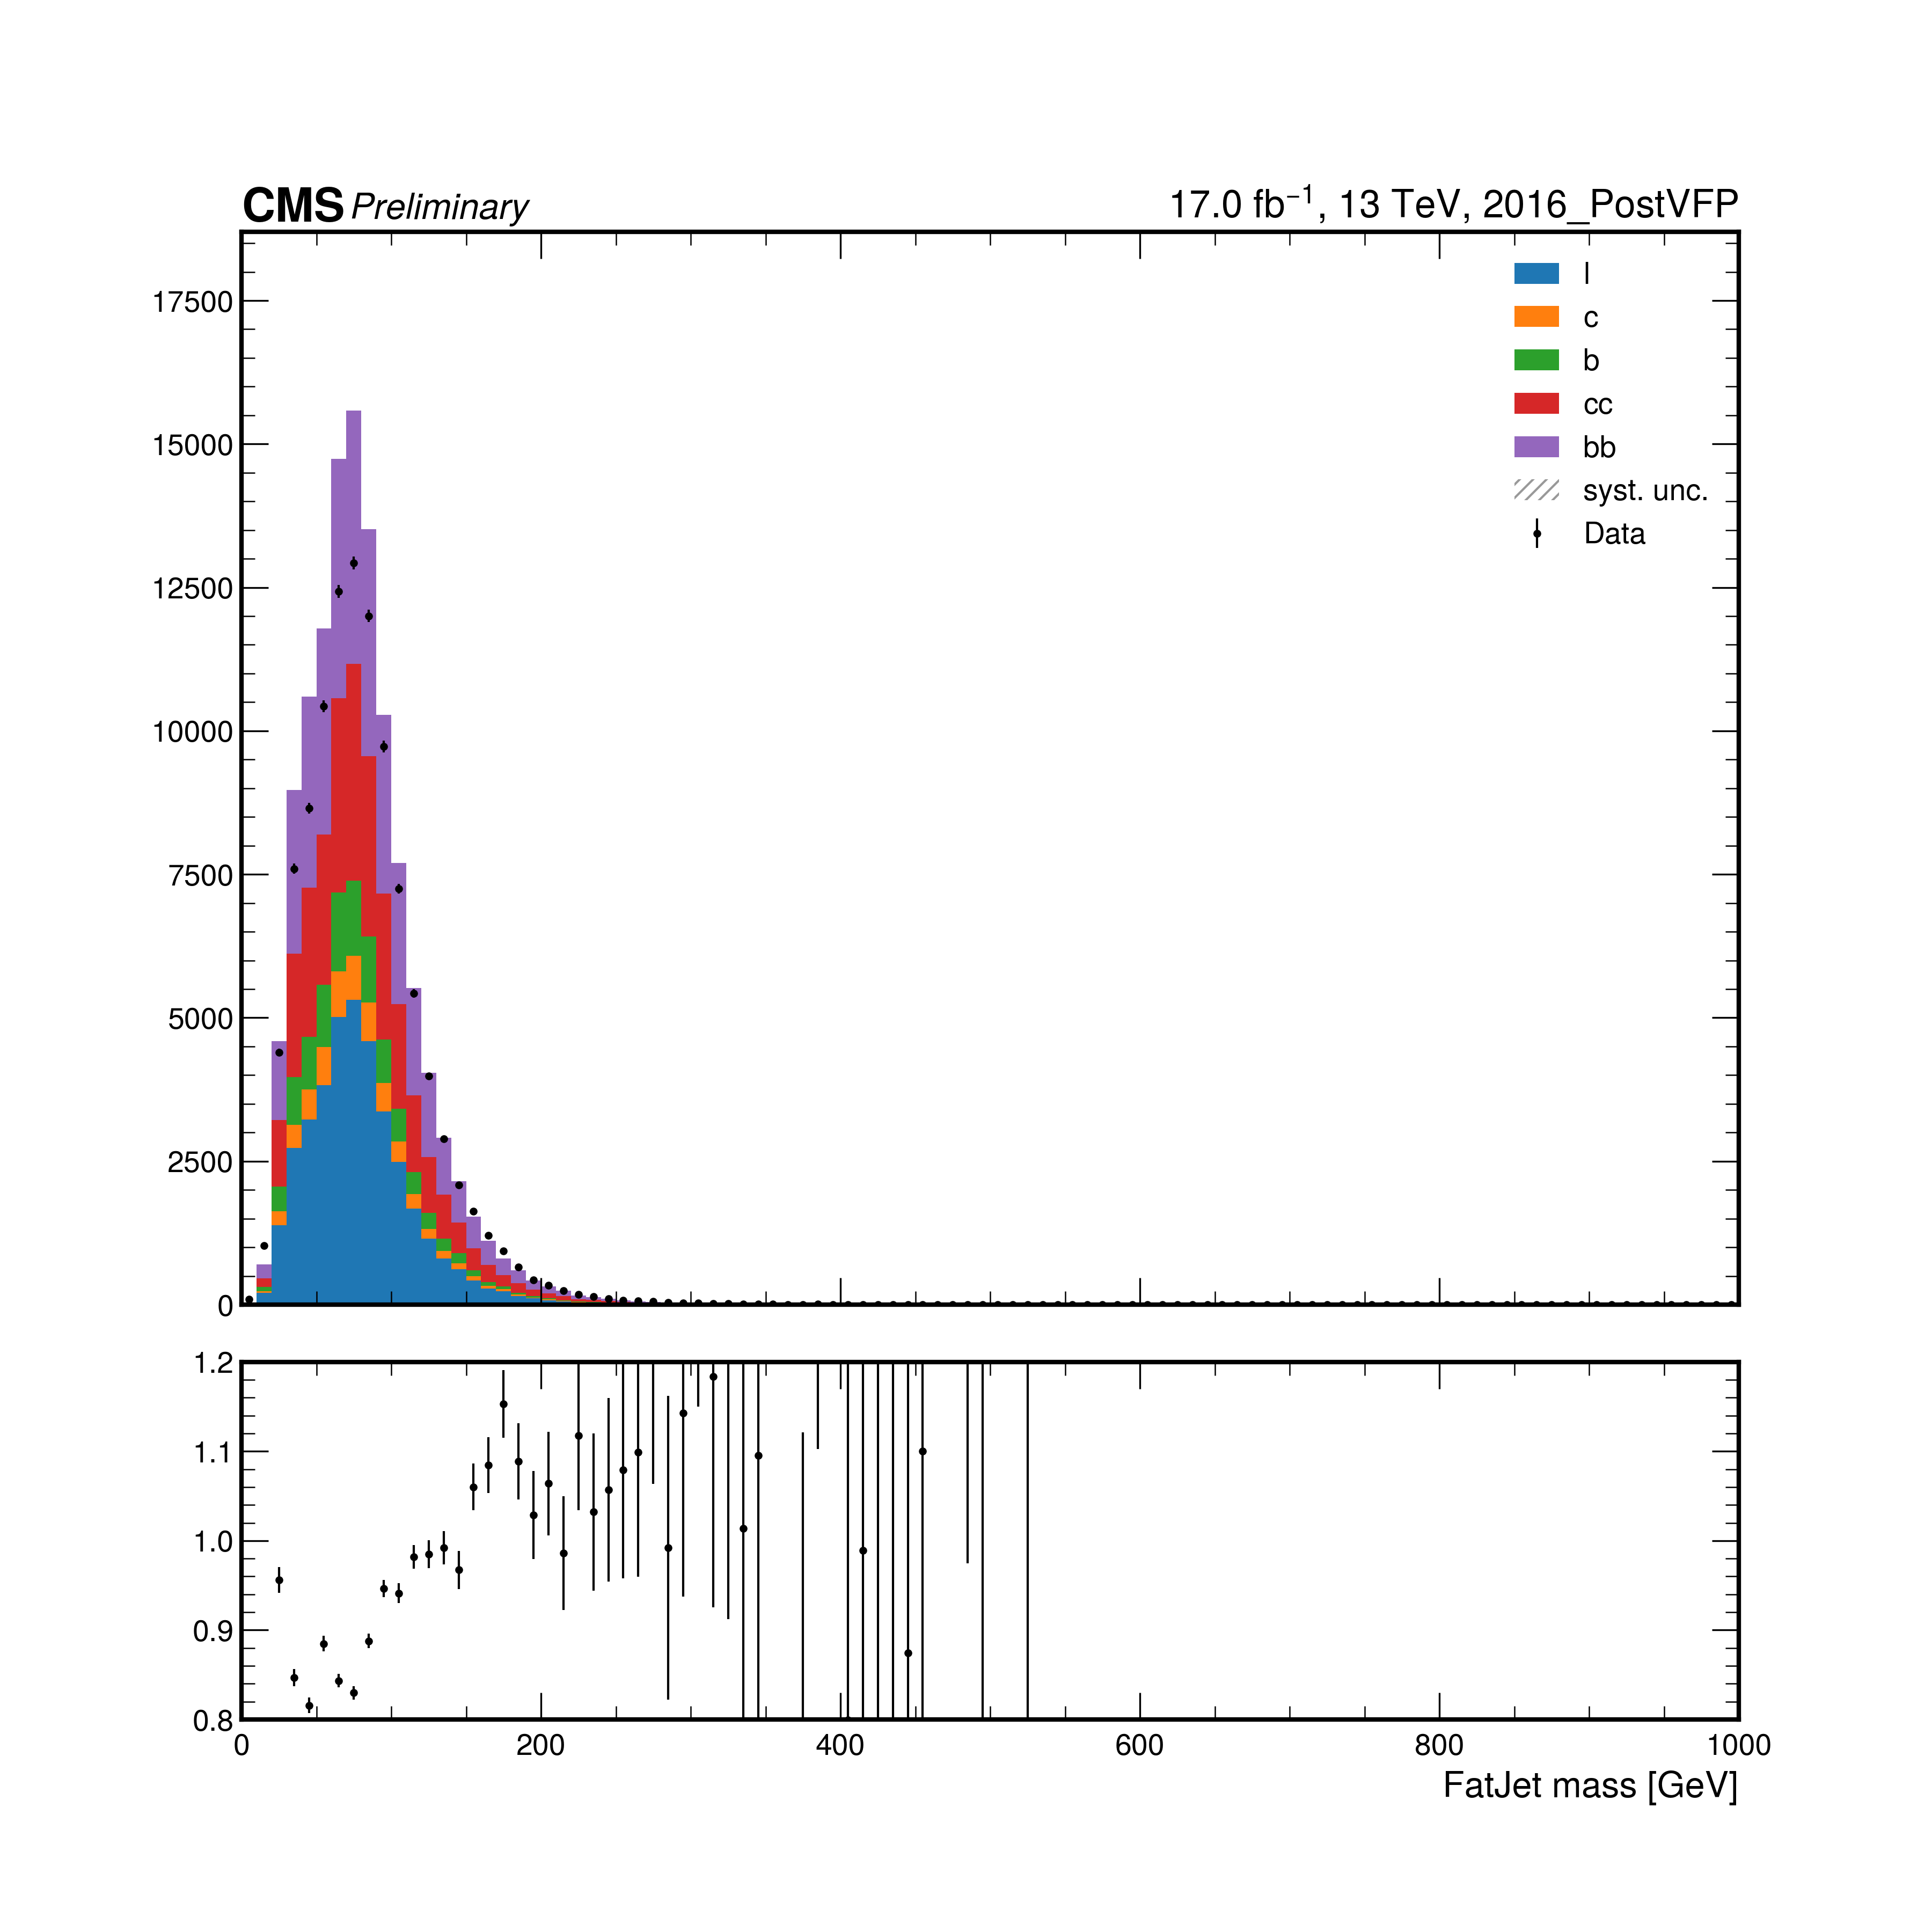 CMS Preliminary
17.0 fb⁻¹, 13 TeV, 2016_PostVFP
17500
15000
12500
10000
7500
5000
2500
0
l
c
b
cc
bb
syst. unc.
Data
1.2
1.1
1.0
0.9
0.8
0 200 400 600 800 1000
FatJet mass [GeV]